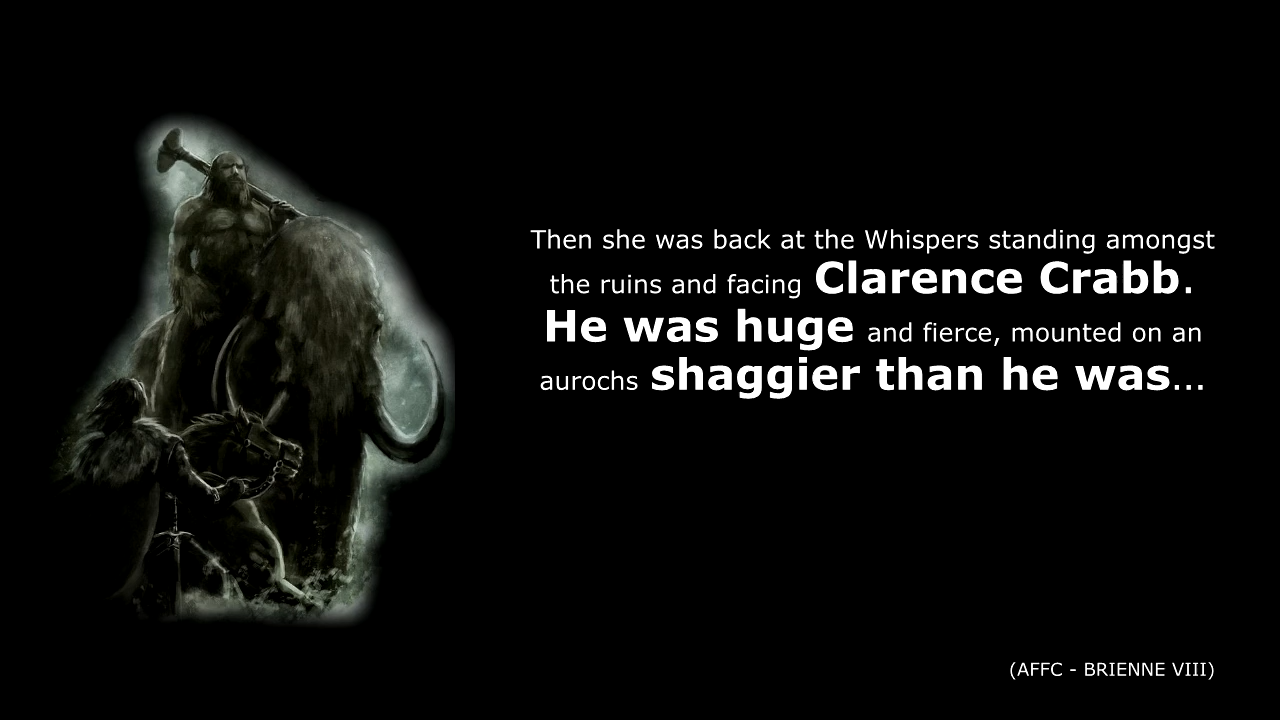 Then she was back at the Whispers standing amongst
the ruins and facing Clarence Crabb.
He was huge and fierce, mounted on an
aurochs shaggier than he was...
(AFFC - BRIENNE VIII)